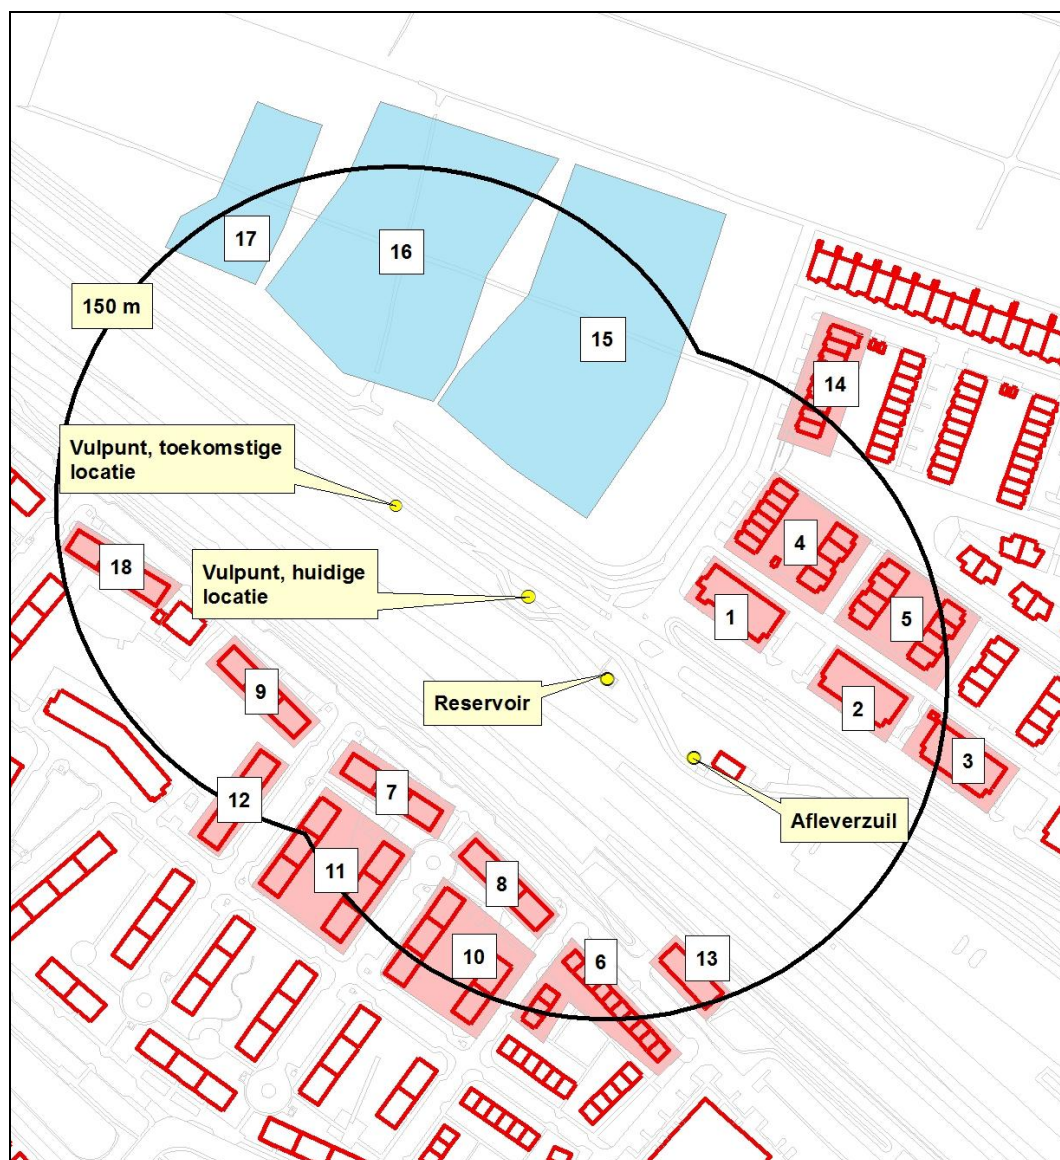 17
16
150 m
15
14
Vulpunt, toekomstige
locatie
4
18
Vulpunt, huidige
locatie
1
5
9
Reservoir
2
3
7
12
Afleverzuil
11
8
10
6
13